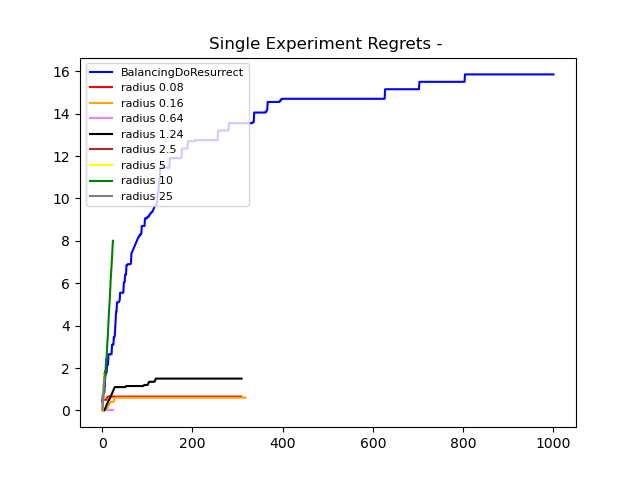 Single Experiment Regrets -
16
14
12
10
8
6
4
2
0
BalancingDoResurrect
radius 0.08
radius 0.16
radius 0.64
radius 1.24
radius 2.5
radius 5
radius 10
radius 25
0 200 400 600 800 1000